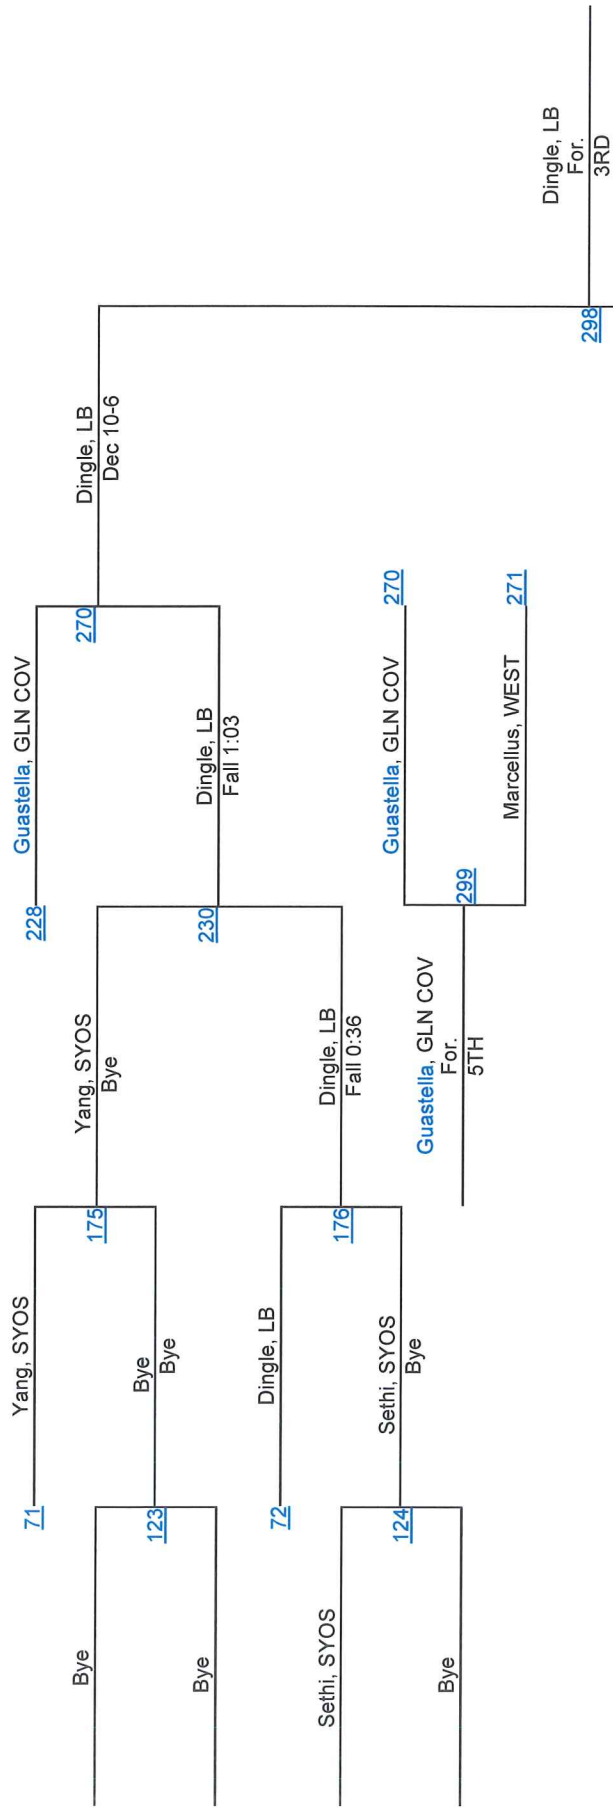 Bye
Bye
Sethi, SYOS
Bye
71
123
72
124
Yang, SYOS
Bye
Bye
Dingle, LB
Sethi, SYOS
Bye
175
176
Yang, SYOS
Bye
Dingle, LB
Fall 0:36
228
230
Guastella, GLN COV
Dingle, LB
Fall 1:03
270
Dingle, LB
Dec 10-6
298
Dingle, LB
For.
3RD
Guastella, GLN COV
For.
5TH
299
Guastella, GLN COV
270
Marcellus, WEST
271